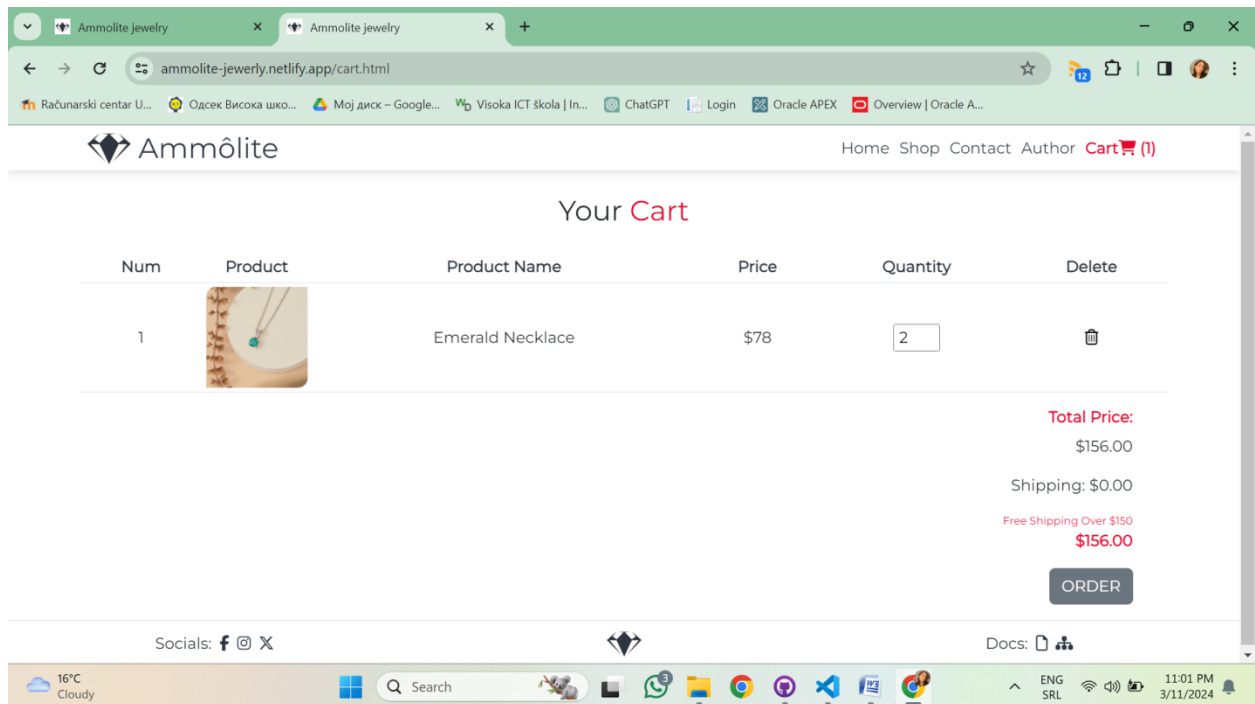 Ammolite jewelry
Ammolite jewelry
ammolite-jewerly.netlify.app/cart.html
12
Računarski centar U...
Одсек Висока шко...
Мој диск – Google...
Visoka ICT škola | In...
ChatGPT
Login
Oracle APEX
Overview | Oracle A...
Ammôlite
Home Shop Contact Author Cart (1)
Your Cart
Num Product Product Name Price Quantity Delete
1 Emerald Necklace $78 2
Total Price:
$156.00
Shipping: $0.00
Free Shipping Over $150
$156.00
ORDER
Socials:
Docs:
16°C
Cloudy
Search
3
ENG
SRL
11:01 PM
3/11/2024